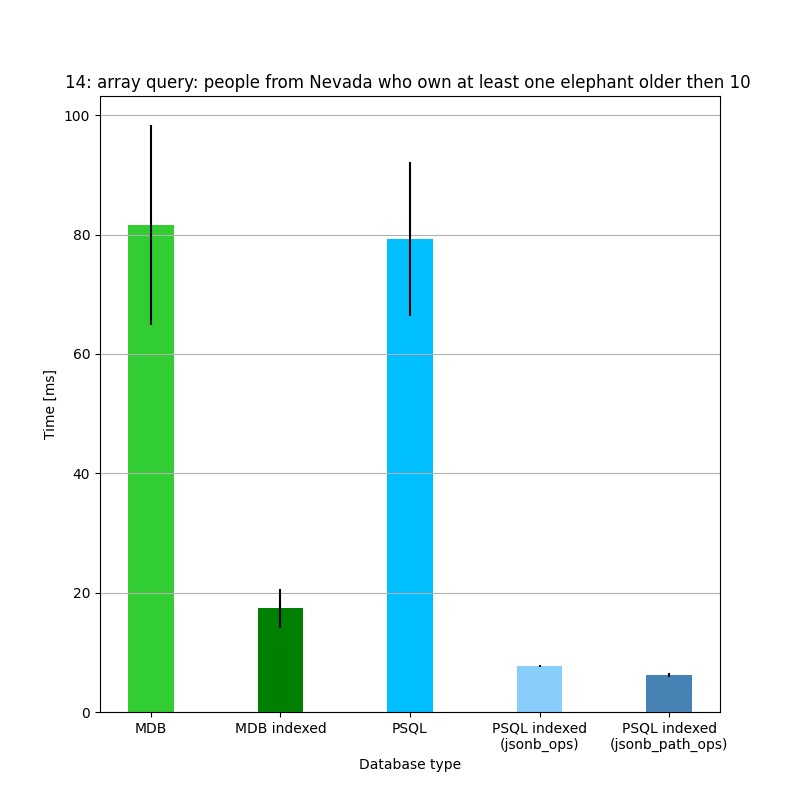 14: array query: people from Nevada who own at least one elephant older then 10
100
80
60
40
20
0
Time [ms]
MDB
MDB indexed
PSQL
PSQL indexed
(jsonb_ops)
PSQL indexed
(jsonb_path_ops)
Database type